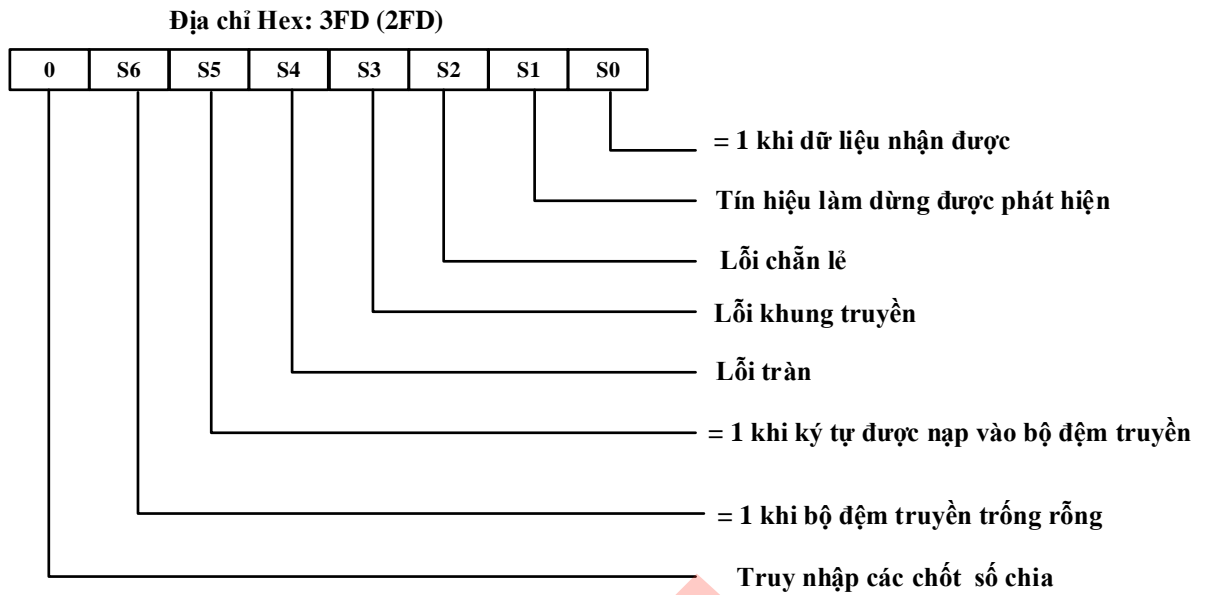 Địa chỉ Hex: 3FD (2FD)
0 S6 S5 S4 S3 S2 S1 S0
= 1 khi dữ liệu nhận được
Tín hiệu làm dừng được phát hiện
Lỗi chẵn lẻ
Lỗi khung truyền
Lỗi tràn
= 1 khi ký tự được nạp vào bộ đệm truyền
= 1 khi bộ đệm truyền trống rỗng
Truy nhập các chốt số chia